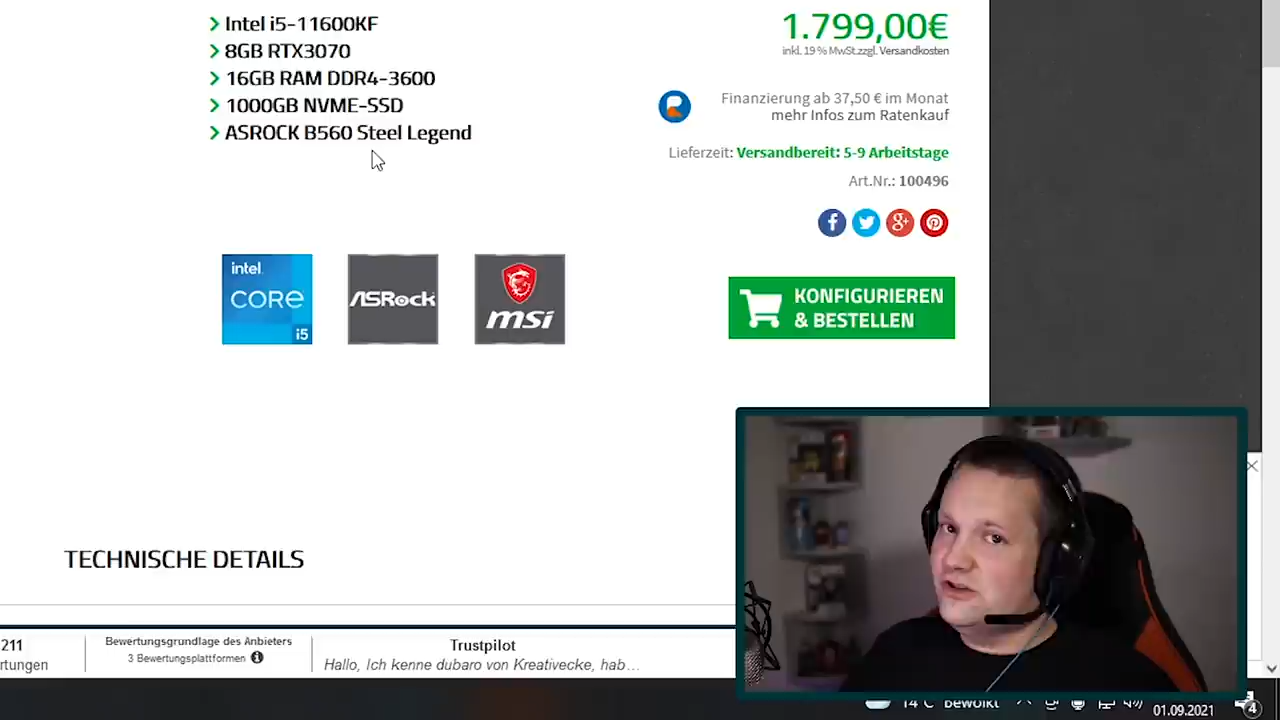 Intel i5-11600KF
8GB RTX3070
16GB RAM DDR4-3600
1000GB NVME-SSD
ASROCK B560 Steel Legend
1.799,00€
inkl. 19 % MwSt.zzgl. Versandkosten
Finanzierung ab 37,50 € im Monat
mehr Infos zum Ratenkauf
Lieferzeit: Versandbereit: 5-9 Arbeitstage
Art.Nr.: 100496
intel
CORE
i5
ASRock
msi
KONFIGURIEREN
& BESTELLEN
TECHNISCHE DETAILS
211
rtungen
Bewertungsgrundlage des Anbieters
3 Bewertungsplattformen
Trustpilot
Hallo, Ich kenne dubaro von Kreativecke, hab…
14°C bewölkt
01.09.2021
4